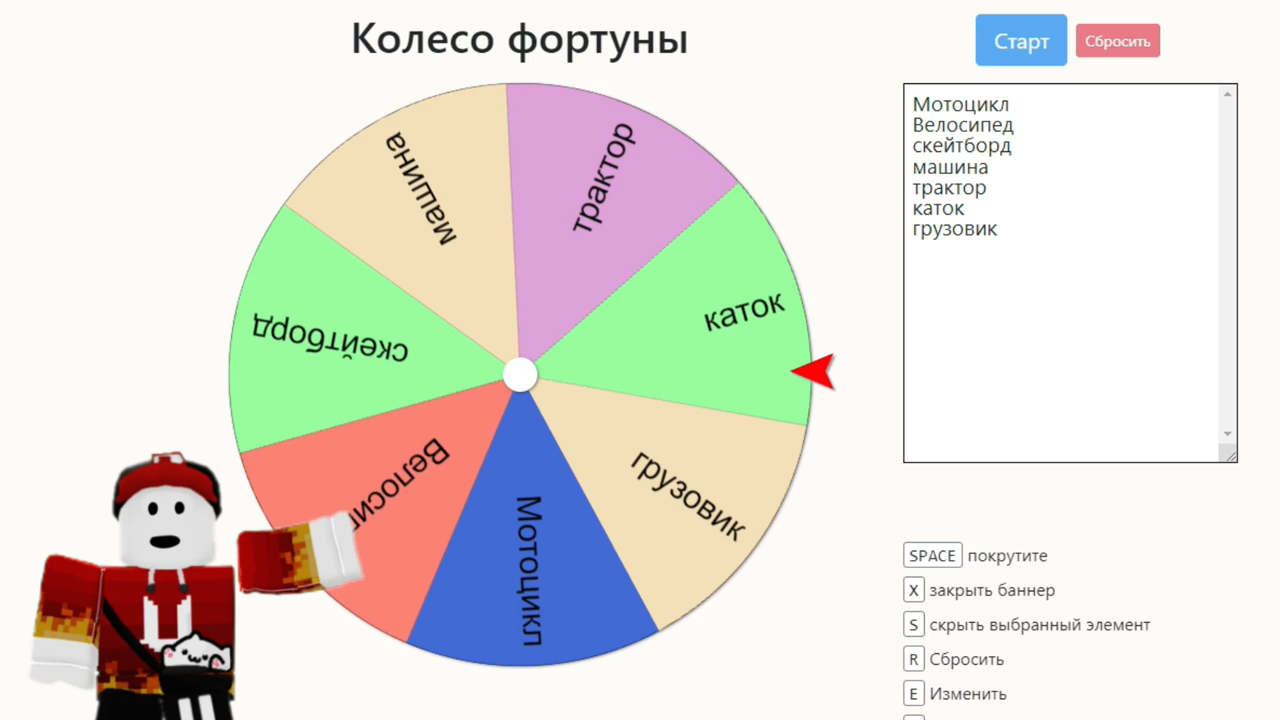 Колесо фортуны
Старт
Сбросить
Мотоцикл
Велосипед
скейтборд
машина
трактор
каток
грузовик
машина
трактор
каток
скейтборд
грузовик
Мотоцикл
SPACE покрутите
X закрыть баннер
S скрыть выбранный элемент
R Сбросить
E Изменить